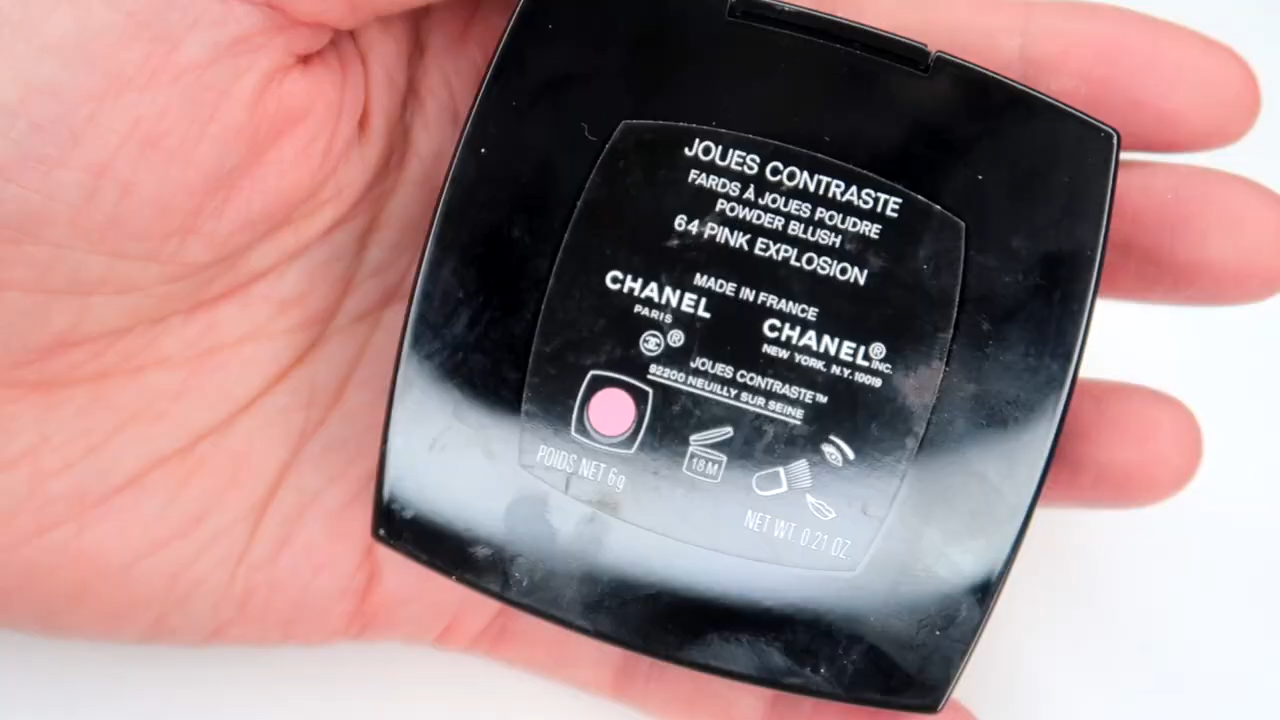 JOUES CONTRASTE
FARDS À JOUES POUDRE
POWDER BLUSH
64 PINK EXPLOSION
MADE IN FRANCE
CHANEL
PARIS
®
CHANEL®
INC.
NEW YORK, N.Y.10019
JOUES CONTRASTE™
92200 NEUILLY SUR SEINE
18M
POIDS NET 6g
NET WT. 0.21 OZ.